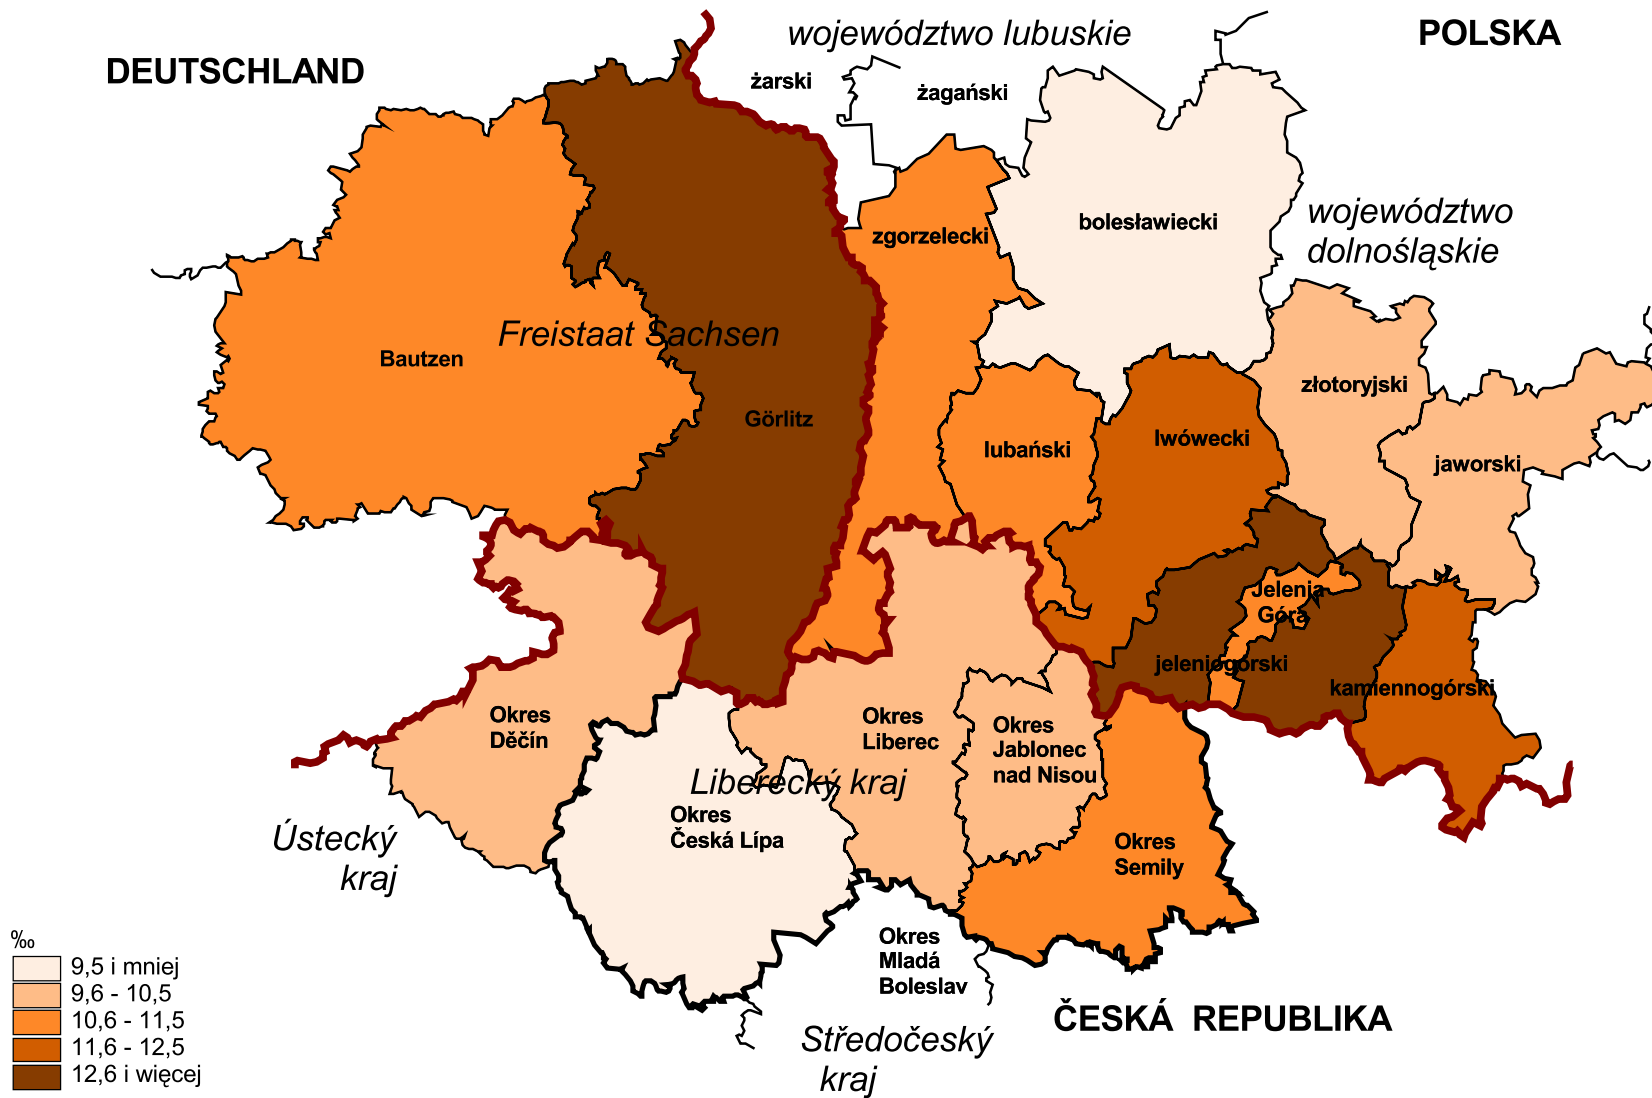 województwo lubuskie
POLSKA
DEUTSCHLAND
żarski
żagański
województwo
dolnośląskie
bolesławiecki
zgorzelecki
Freistaat Sachsen
Bautzen
złotoryjski
Görlitz
lwówecki
lubański
jaworski
Jelenia
Góra
jeleniogórski
kamiennogórski
Okres
Děčín
Okres
Liberec
Okres
Jablonec
nad Nisou
Liberecký kraj
Okres
Česká Lípa
Ústecký
kraj
Okres
Semily
Okres
Mladá
Boleslav
ČESKÁ REPUBLIKA
Středočeský
kraj
‰
9,5 i mniej
9,6 - 10,5
10,6 - 11,5
11,6 - 12,5
12,6 i więcej